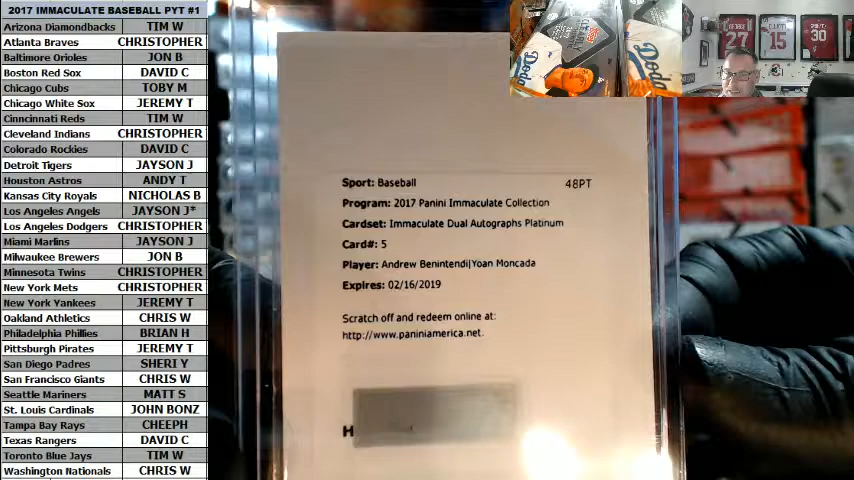 2017 IMMACULATE BASEBALL PYT #1
Arizona Diamondbacks TIM W
Atlanta Braves CHRISTOPHER
Baltimore Orioles JON B
Boston Red Sox DAVID C
Chicago Cubs TOBY M
Chicago White Sox JEREMY T
Cinncinati Reds TIM W
Cleveland Indians CHRISTOPHER
Colorado Rockies DAVID C
Detroit Tigers JAYSON J
Houston Astros ANDY T
Kansas City Royals NICHOLAS B
Los Angeles Angels JAYSON J*
Los Angeles Dodgers CHRISTOPHER
Miami Marlins JAYSON J
Milwaukee Brewers JON B
Minnesota Twins CHRISTOPHER
New York Mets CHRISTOPHER
New York Yankees JEREMY T
Oakland Athletics CHRIS W
Philadelphia Phillies BRIAN H
Pittsburgh Pirates JEREMY T
San Diego Padres SHERI Y
San Francisco Giants CHRIS W
Seattle Mariners MATT S
St. Louis Cardinals JOHN BONZ
Tampa Bay Rays CHEEPH
Texas Rangers DAVID C
Toronto Blue Jays TIM W
Washington Nationals CHRIS W
Sport: Baseball 48PT
Program: 2017 Panini Immaculate Collection
Cardset: Immaculate Dual Autographs Platinum
Card#: 5
Player: Andrew Benintendi|Yoan Moncada
Expires: 02/16/2019
Scratch off and redeem online at:
http://www.paniniamerica.net.
H
27
15
30